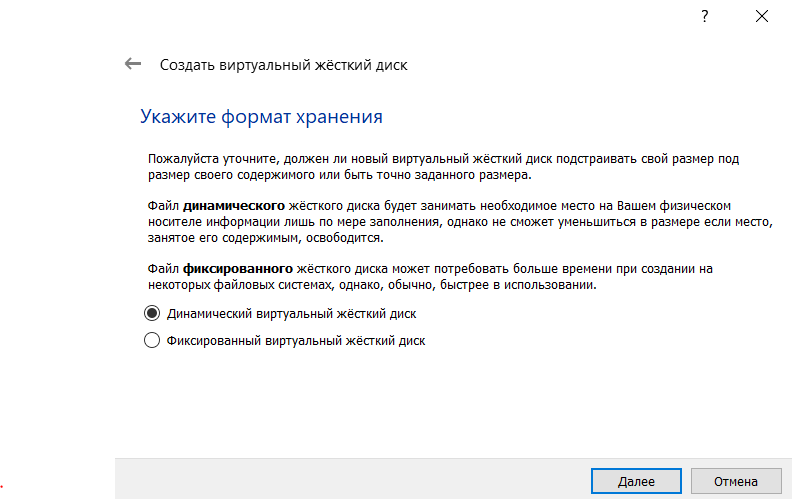 ?
Создать виртуальный жёсткий диск
Укажите формат хранения
Пожалуйста уточните, должен ли новый виртуальный жёсткий диск подстраивать свой размер под
размер своего содержимого или быть точно заданного размера.
Файл динамического жёсткого диска будет занимать необходимое место на Вашем физическом
носителе информации лишь по мере заполнения, однако не сможет уменьшиться в размере если место,
занятое его содержимым, освободится.
Файл фиксированного жёсткого диска может потребовать больше времени при создании на
некоторых файловых системах, однако, обычно, быстрее в использовании.
Динамический виртуальный жёсткий диск
Фиксированный виртуальный жёсткий диск
Далее Отмена